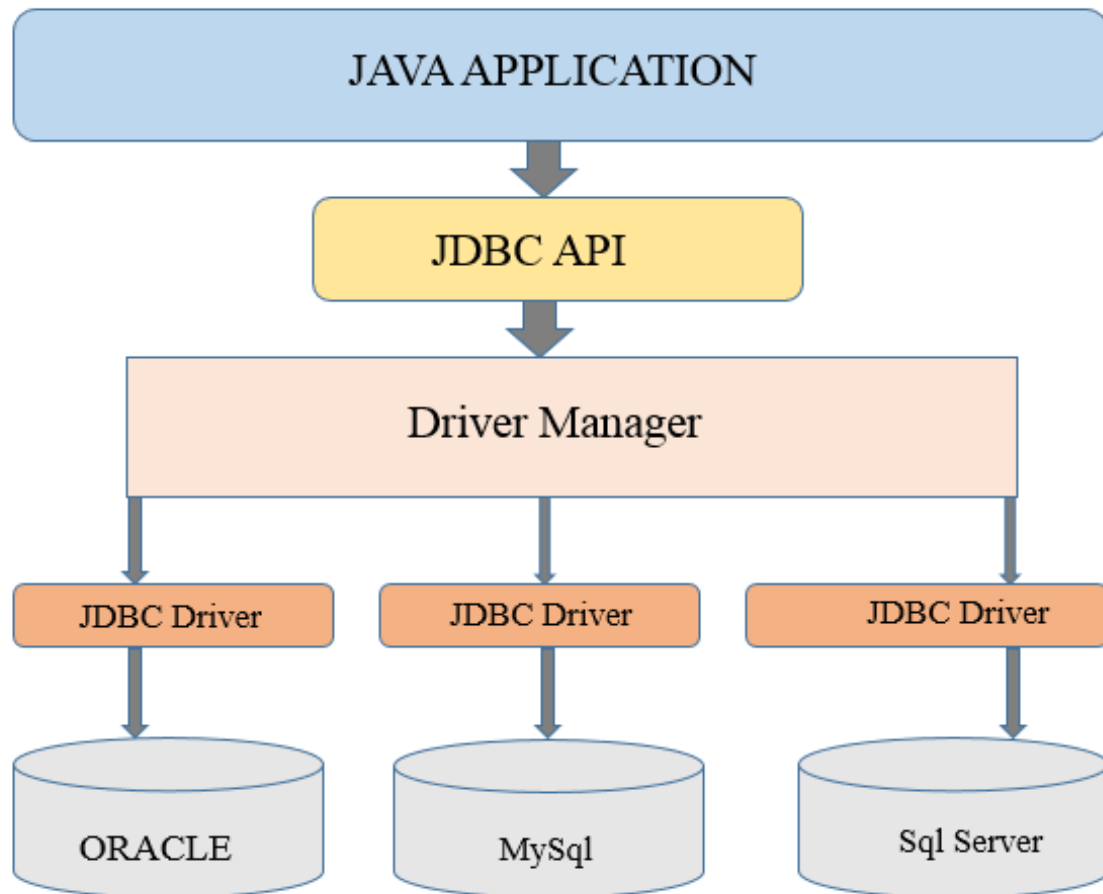 JAVA APPLICATION
JDBC API
Driver Manager
JDBC Driver
JDBC Driver
JDBC Driver
ORACLE
MySql
Sql Server